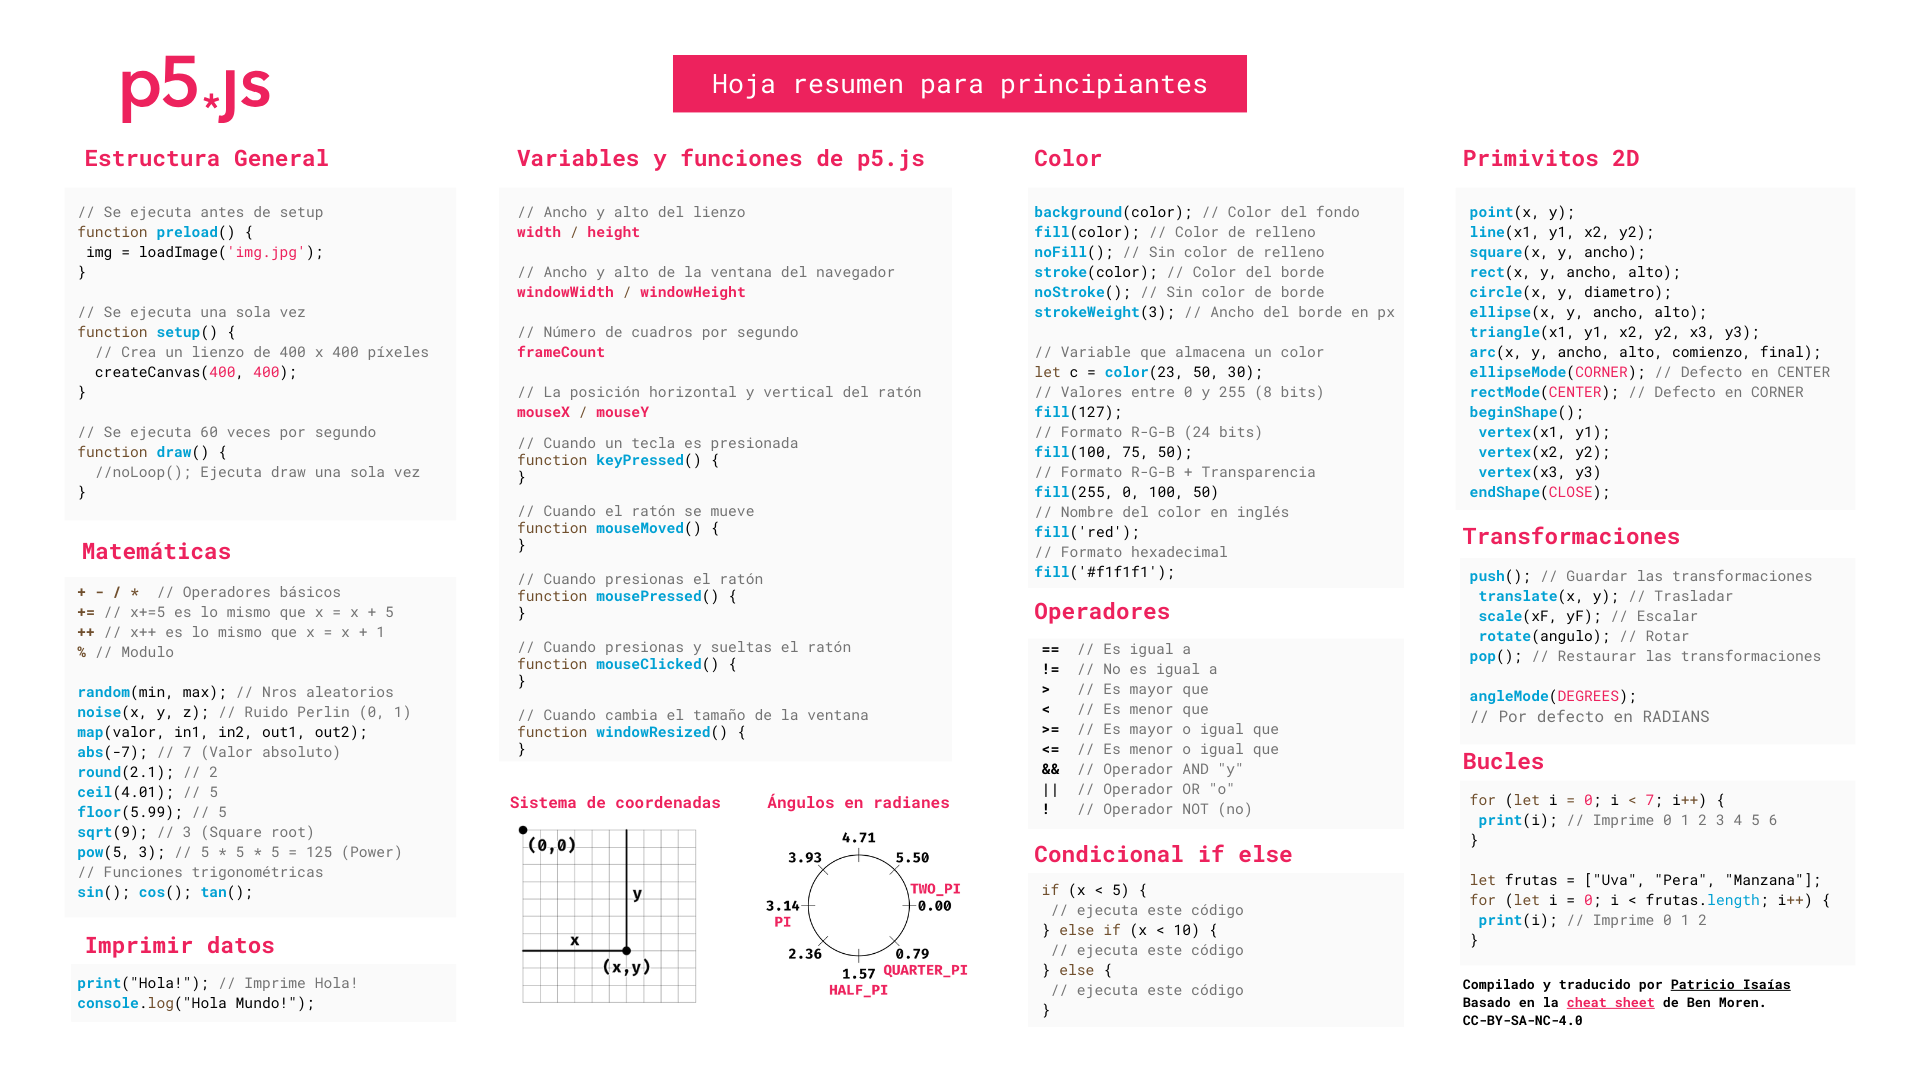 p5*js
Hoja resumen para principiantes
Estructura General
// Se ejecuta antes de setup
function preload() {
 img = loadImage('img.jpg');
}
// Se ejecuta una sola vez
function setup() {
  // Crea un lienzo de 400 x 400 píxeles
  createCanvas(400, 400);
}
// Se ejecuta 60 veces por segundo
function draw() {
  //noLoop(); Ejecuta draw una sola vez
}
Matemáticas
+ - / *  // Operadores básicos
+= // x+=5 es lo mismo que x = x + 5
++ // x++ es lo mismo que x = x + 1
% // Modulo
random(min, max); // Nros aleatorios
noise(x, y, z); // Ruido Perlin (0, 1)
map(valor, in1, in2, out1, out2);
abs(-7); // 7 (Valor absoluto)
round(2.1); // 2
ceil(4.01); // 5
floor(5.99); // 5
sqrt(9); // 3 (Square root)
pow(5, 3); // 5 * 5 * 5 = 125 (Power)
// Funciones trigonométricas
sin(); cos(); tan();
Imprimir datos
print("Hola!"); // Imprime Hola!
console.log("Hola Mundo!");
Variables y funciones de p5.js
// Ancho y alto del lienzo
width / height
// Ancho y alto de la ventana del navegador
windowWidth / windowHeight
// Número de cuadros por segundo
frameCount
// La posición horizontal y vertical del ratón
mouseX / mouseY
// Cuando un tecla es presionada
function keyPressed() {
}
// Cuando el ratón se mueve
function mouseMoved() {
}
// Cuando presionas el ratón
function mousePressed() {
}
// Cuando presionas y sueltas el ratón
function mouseClicked() {
}
// Cuando cambia el tamaño de la ventana
function windowResized() {
}
Sistema de coordenadas
(0,0)
y
x
(x,y)
Ángulos en radianes
4.71
3.93 5.50
TWO_PI
3.14 0.00
PI
2.36 0.79
1.57 QUARTER_PI
HALF_PI
Color
background(color); // Color del fondo
fill(color); // Color de relleno
noFill(); // Sin color de relleno
stroke(color); // Color del borde
noStroke(); // Sin color de borde
strokeWeight(3); // Ancho del borde en px
// Variable que almacena un color
let c = color(23, 50, 30);
// Valores entre 0 y 255 (8 bits)
fill(127);
// Formato R-G-B (24 bits)
fill(100, 75, 50);
// Formato R-G-B + Transparencia
fill(255, 0, 100, 50)
// Nombre del color en inglés
fill('red');
// Formato hexadecimal
fill('#f1f1f1');
Operadores
==  // Es igual a
!=  // No es igual a
>   // Es mayor que
<   // Es menor que
>=  // Es mayor o igual que
<=  // Es menor o igual que
&&  // Operador AND "y"
||  // Operador OR "o"
!   // Operador NOT (no)
Condicional if else
if (x < 5) {
 // ejecuta este código
} else if (x < 10) {
 // ejecuta este código
} else {
 // ejecuta este código
}
Primivitos 2D
point(x, y);
line(x1, y1, x2, y2);
square(x, y, ancho);
rect(x, y, ancho, alto);
circle(x, y, diametro);
ellipse(x, y, ancho, alto);
triangle(x1, y1, x2, y2, x3, y3);
arc(x, y, ancho, alto, comienzo, final);
ellipseMode(CORNER); // Defecto en CENTER
rectMode(CENTER); // Defecto en CORNER
beginShape();
 vertex(x1, y1);
 vertex(x2, y2);
 vertex(x3, y3)
endShape(CLOSE);
Transformaciones
push(); // Guardar las transformaciones
 translate(x, y); // Trasladar
 scale(xF, yF); // Escalar
 rotate(angulo); // Rotar
pop(); // Restaurar las transformaciones
angleMode(DEGREES);
// Por defecto en RADIANS
Bucles
for (let i = 0; i < 7; i++) {
 print(i); // Imprime 0 1 2 3 4 5 6
}
let frutas = ["Uva", "Pera", "Manzana"];
for (let i = 0; i < frutas.length; i++) {
 print(i); // Imprime 0 1 2
}
Compilado y traducido por Patricio Isaías
Basado en la cheat sheet de Ben Moren.
CC-BY-SA-NC-4.0